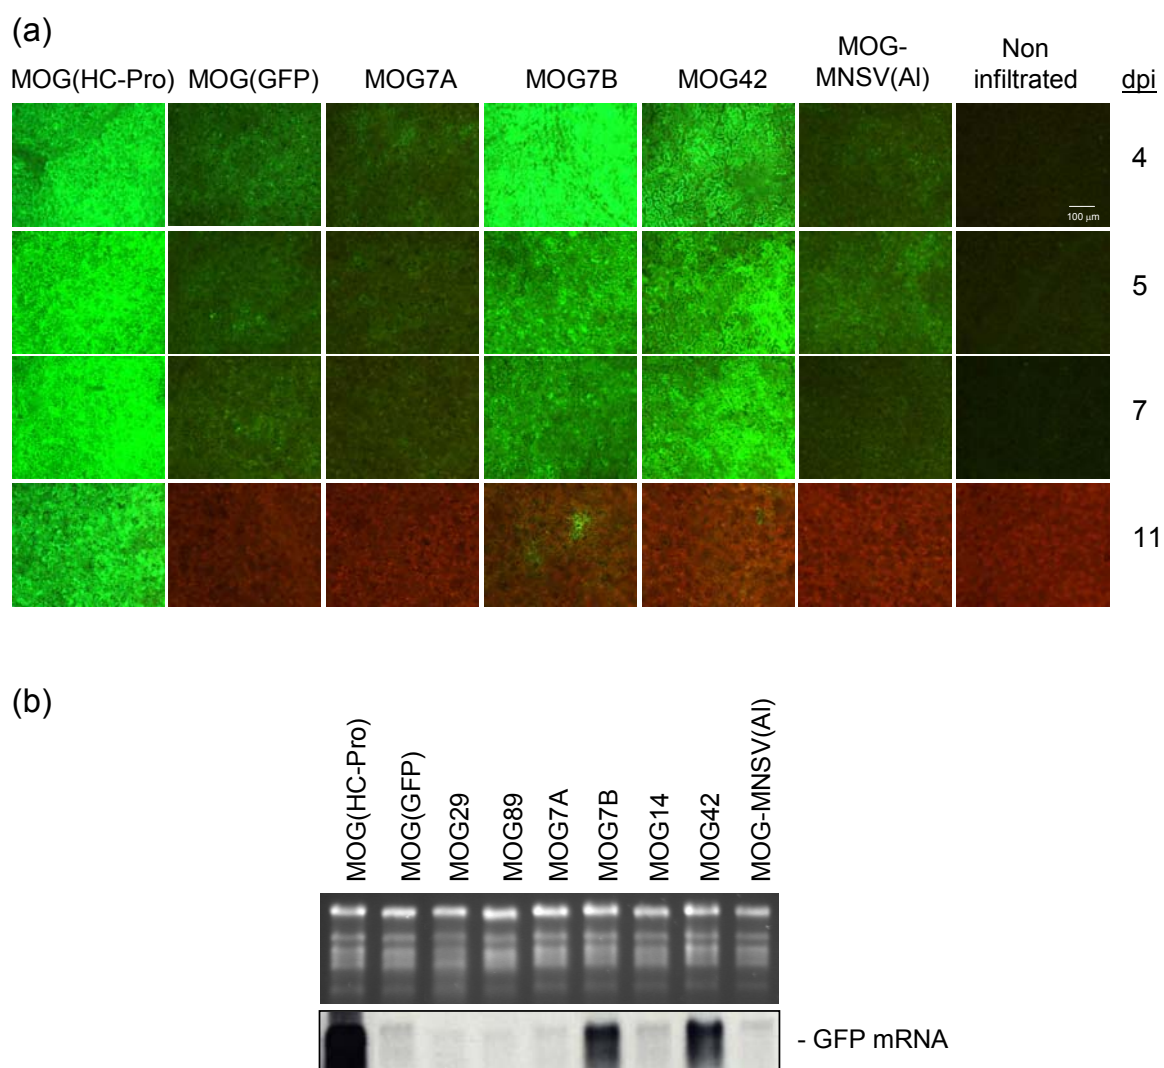 (a)
MOG(HC-Pro) MOG(GFP) MOG7A MOG7B MOG42 MOG-
MNSV(Al) Non
infiltrated dpi
4
100 μm
5
7
11
(b)
MOG(HC-Pro)
MOG(GFP)
MOG29
MOG89
MOG7A
MOG7B
MOG14
MOG42
MOG-MNSV(Al)
- GFP mRNA